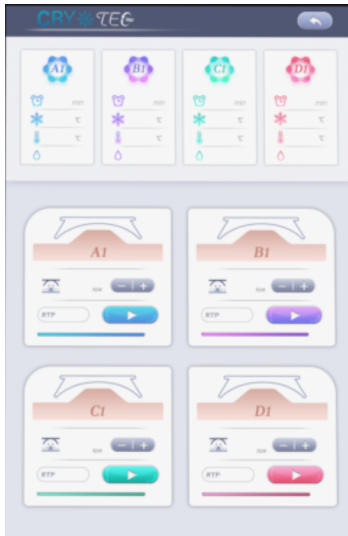 CRY TEC
A1 B1 C1 D1
min min min min
℃ ℃ ℃ ℃
℃ ℃ ℃ ℃
A1 B1
RTP RTP
C1 D1
RTP RTP